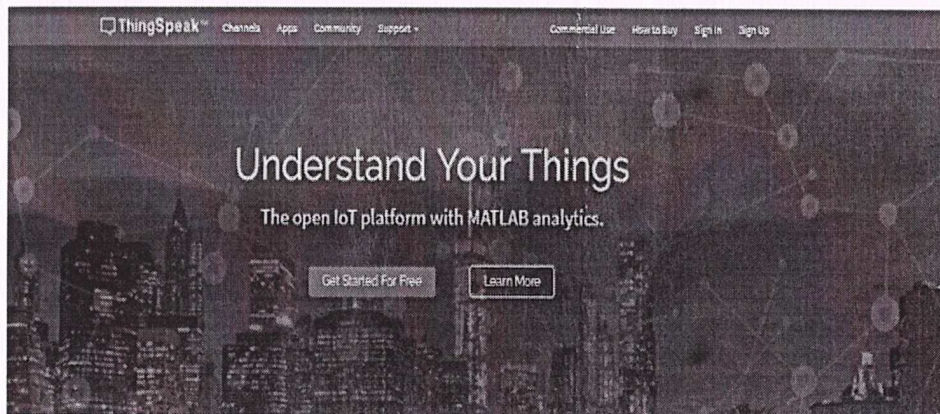 ThingSpeak™ Channels Apps Community Support Commercial Use How to Buy Sign In Sign Up
Understand Your Things
The open IoT platform with MATLAB analytics.
Get Started For Free Learn More